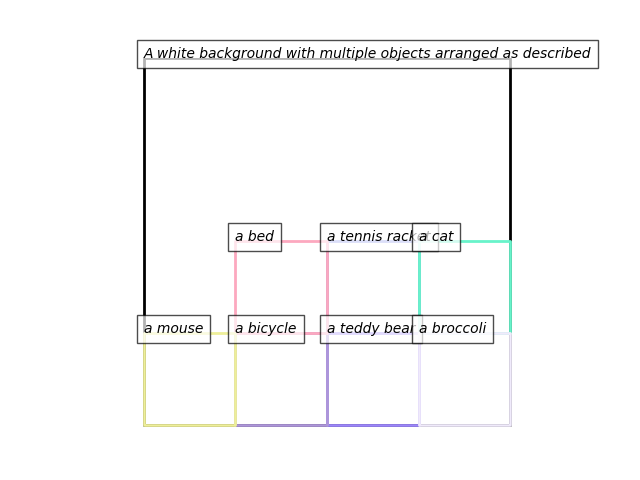 A white background with multiple objects arranged as described
a bed
a tennis racket
a cat
a mouse
a bicycle
a teddy bear
a broccoli